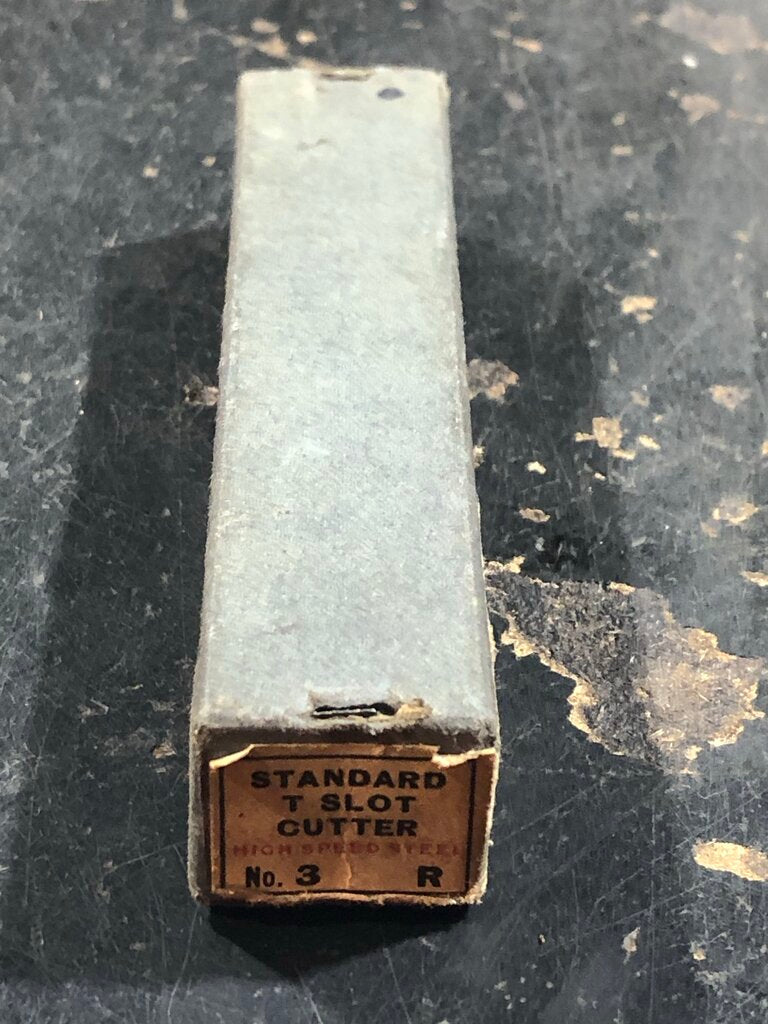 STANDARD
T SLOT
CUTTER
HIGH SPEED STEEL
No. 3 R